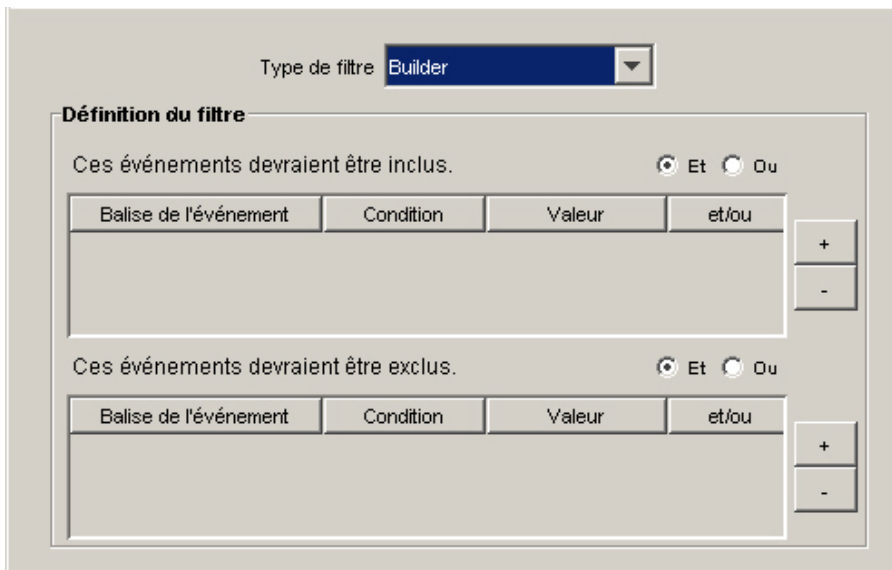 Type de filtre Builder
Définition du filtre
Ces événements devraient être inclus. Et Ou
Balise de l'événement Condition Valeur et/ou
+
-
Ces événements devraient être exclus. Et Ou
Balise de l'événement Condition Valeur et/ou
+
-